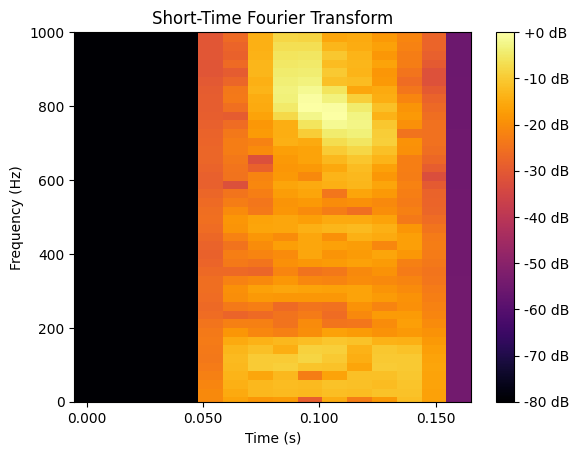 Short-Time Fourier Transform
1000
800
600
400
200
0
Frequency (Hz)
0.000
0.050
0.100
0.150
Time (s)
+0 dB
-10 dB
-20 dB
-30 dB
-40 dB
-50 dB
-60 dB
-70 dB
-80 dB